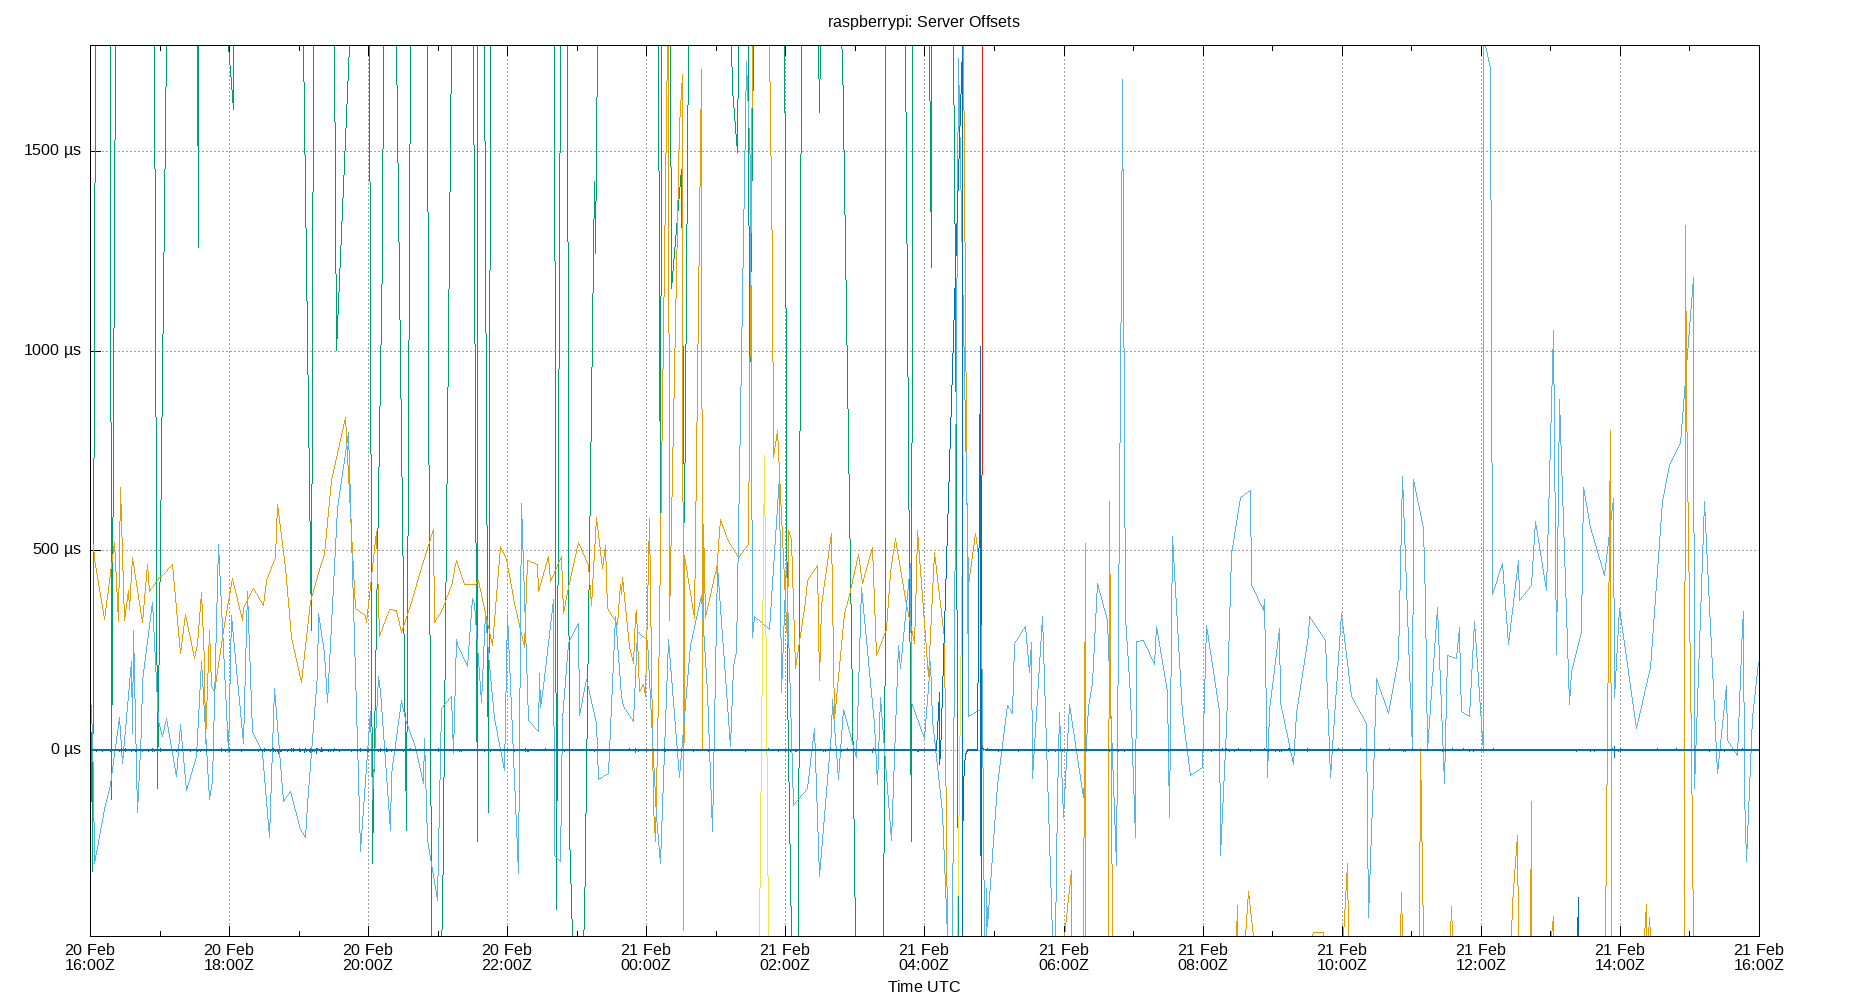 raspberrypi: Server Offsets
1500 µs
1000 µs
500 µs
0 µs
20 Feb
16:00Z
20 Feb
18:00Z
20 Feb
20:00Z
20 Feb
22:00Z
21 Feb
00:00Z
21 Feb
02:00Z
21 Feb
04:00Z
21 Feb
06:00Z
21 Feb
08:00Z
21 Feb
10:00Z
21 Feb
12:00Z
21 Feb
14:00Z
21 Feb
16:00Z
Time UTC